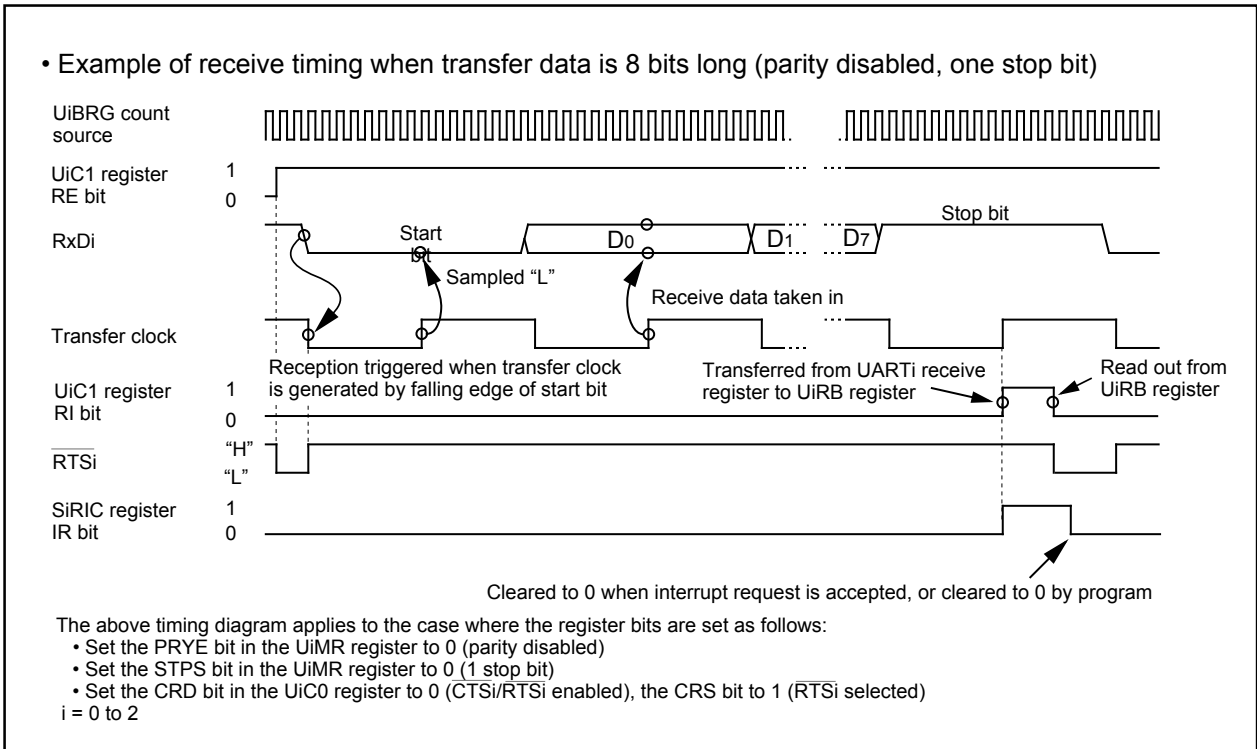 • Example of receive timing when transfer data is 8 bits long (parity disabled, one stop bit)
UiBRG count
source
UiC1 register
RE bit
1
0
RxDi
Start
bit
D0
D1
D7
Stop bit
Sampled “L”
Receive data taken in
Transfer clock
Reception triggered when transfer clock
is generated by falling edge of start bit
Transferred from UARTi receive
register to UiRB register
Read out from
UiRB register
UiC1 register
RI bit
1
0
RTSi
“H”
“L”
SiRIC register
IR bit
1
0
Cleared to 0 when interrupt request is accepted, or cleared to 0 by program
The above timing diagram applies to the case where the register bits are set as follows:
• Set the PRYE bit in the UiMR register to 0 (parity disabled)
• Set the STPS bit in the UiMR register to 0 (1 stop bit)
• Set the CRD bit in the UiC0 register to 0 (CTSi/RTSi enabled), the CRS bit to 1 (RTSi selected)
i = 0 to 2